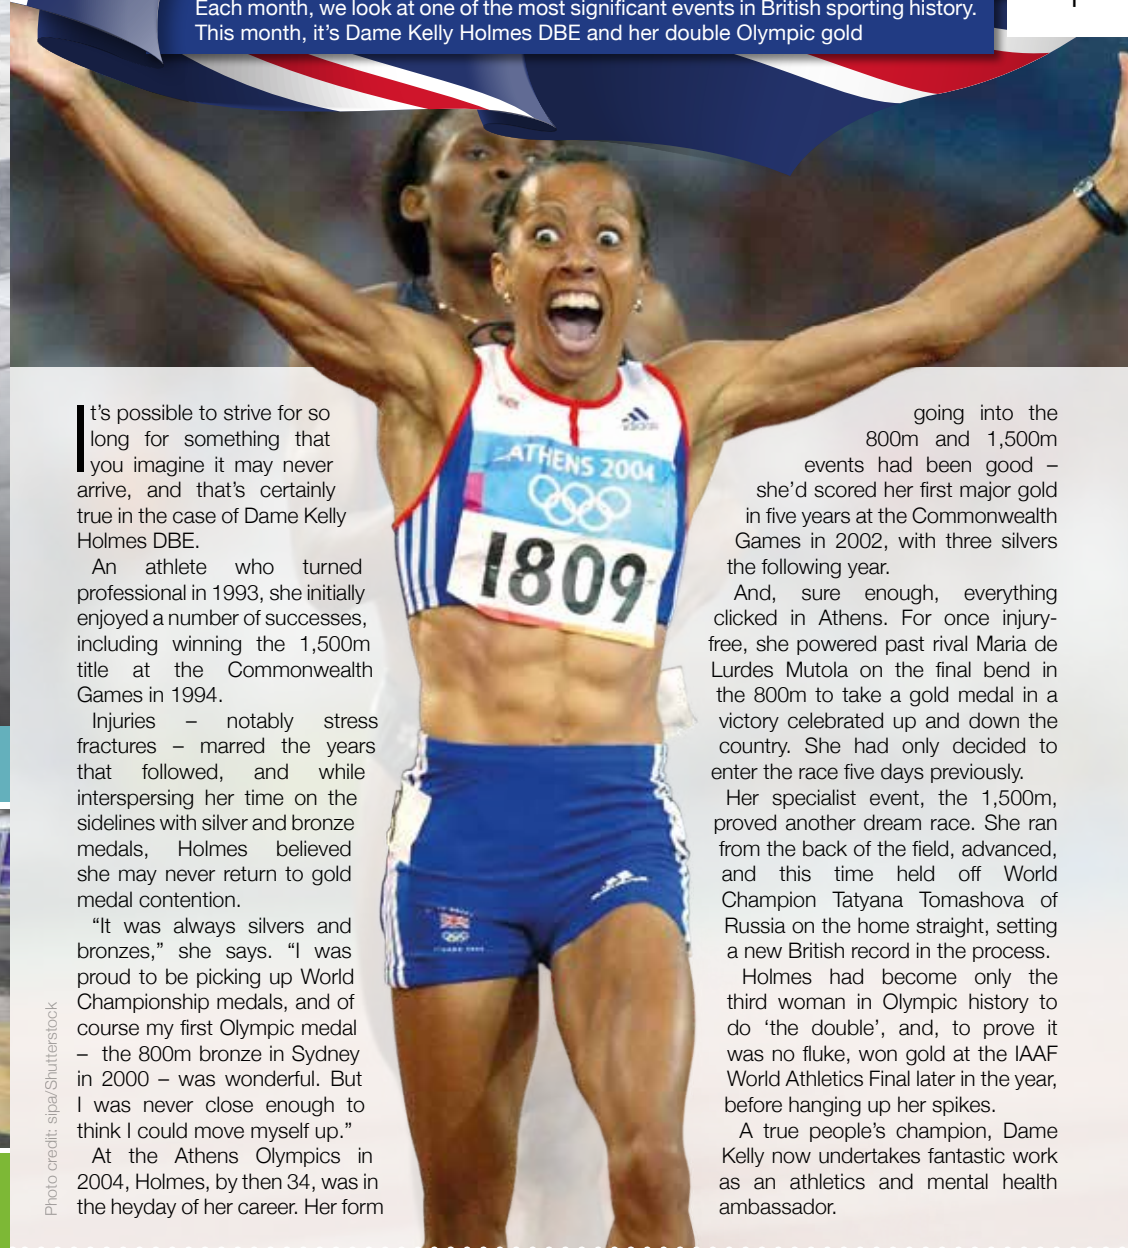 Each month, we look at one of the most significant events in British sporting history.
This month, it's Dame Kelly Holmes DBE and her double Olympic gold
It's possible to strive for so
long for something that
you imagine it may never
arrive, and that's certainly
true in the case of Dame Kelly
Holmes DBE.
An athlete who turned
professional in 1993, she initially
enjoyed a number of successes,
including winning the 1,500m
title at the Commonwealth
Games in 1994.
Injuries – notably stress
fractures – marred the years
that followed, and while
interspersing her time on the
sidelines with silver and bronze
medals, Holmes believed
she may never return to gold
medal contention.
“It was always silvers and
bronzes,” she says. “I was
proud to be picking up World
Championship medals, and of
course my first Olympic medal
– the 800m bronze in Sydney
in 2000 – was wonderful. But
I was never close enough to
think I could move myself up.”
At the Athens Olympics in
2004, Holmes, by then 34, was in
the heyday of her career. Her form
going into the
800m and 1,500m
events had been good –
she'd scored her first major gold
in five years at the Commonwealth
Games in 2002, with three silvers
the following year.
And, sure enough, everything
clicked in Athens. For once injury-
free, she powered past rival Maria de
Lurdes Mutola on the final bend in
the 800m to take a gold medal in a
victory celebrated up and down the
country. She had only decided to
enter the race five days previously.
Her specialist event, the 1,500m,
proved another dream race. She ran
from the back of the field, advanced,
and this time held off World
Champion Tatyana Tomashova of
Russia on the home straight, setting
a new British record in the process.
Holmes had become only the
third woman in Olympic history to
do ‘the double’, and, to prove it
was no fluke, won gold at the IAAF
World Athletics Final later in the year,
before hanging up her spikes.
A true people's champion, Dame
Kelly now undertakes fantastic work
as an athletics and mental health
ambassador.
ATHENS 2004
1809
adidas
Photo credit: sipa/Shutterstock